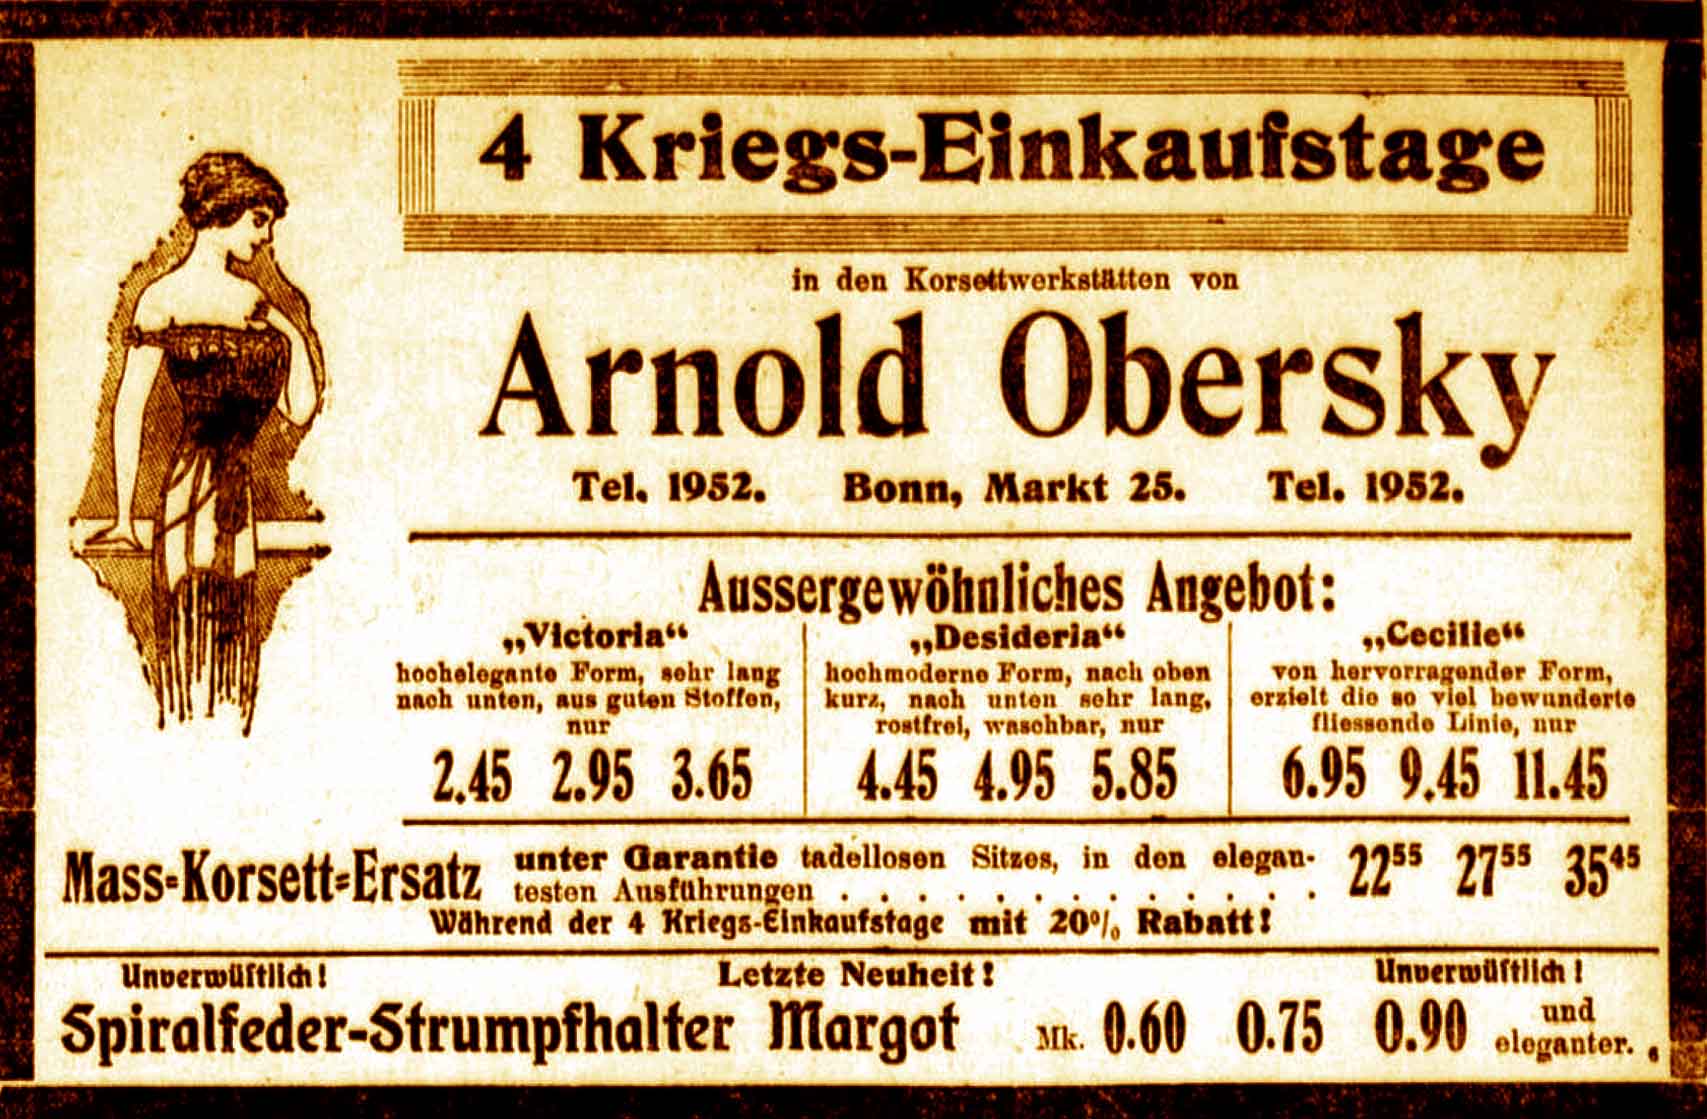 4 Kriegs-Einkaufstage
in den Korsettwerkstätten von
Arnold Obersky
Tel. 1952. Bonn, Markt 25. Tel. 1952.
Aussergewöhnliches Angebot:
„Victoria“
hochelegante Form, sehr lang
nach unten, aus guten Stoffen,
nur
2.45 2.95 3.65
„Desideria“
hochmoderne Form, nach oben
kurz, nach unten sehr lang,
rostfrei, waschbar, nur
4.45 4.95 5.85
„Cecilie“
von hervorragender Form,
erzielt die so viel bewunderte
fliessende Linie, nur
6.95 9.45 11.45
Mass-Korsett-Ersatz unter Garantie tadellosen Sitzes, in den elegan-
testen Ausführungen . . . . . . . . . . . . . 22⁵⁵ 27⁵⁵ 35⁴⁵
Während der 4 Kriegs-Einkaufstage mit 20% Rabatt!
Unverwüstlich! Letzte Neuheit! Unverwüstlich!
Spiralfeder-Strumpfhalter Margot Mk. 0.60 0.75 0.90 und
eleganter. 6